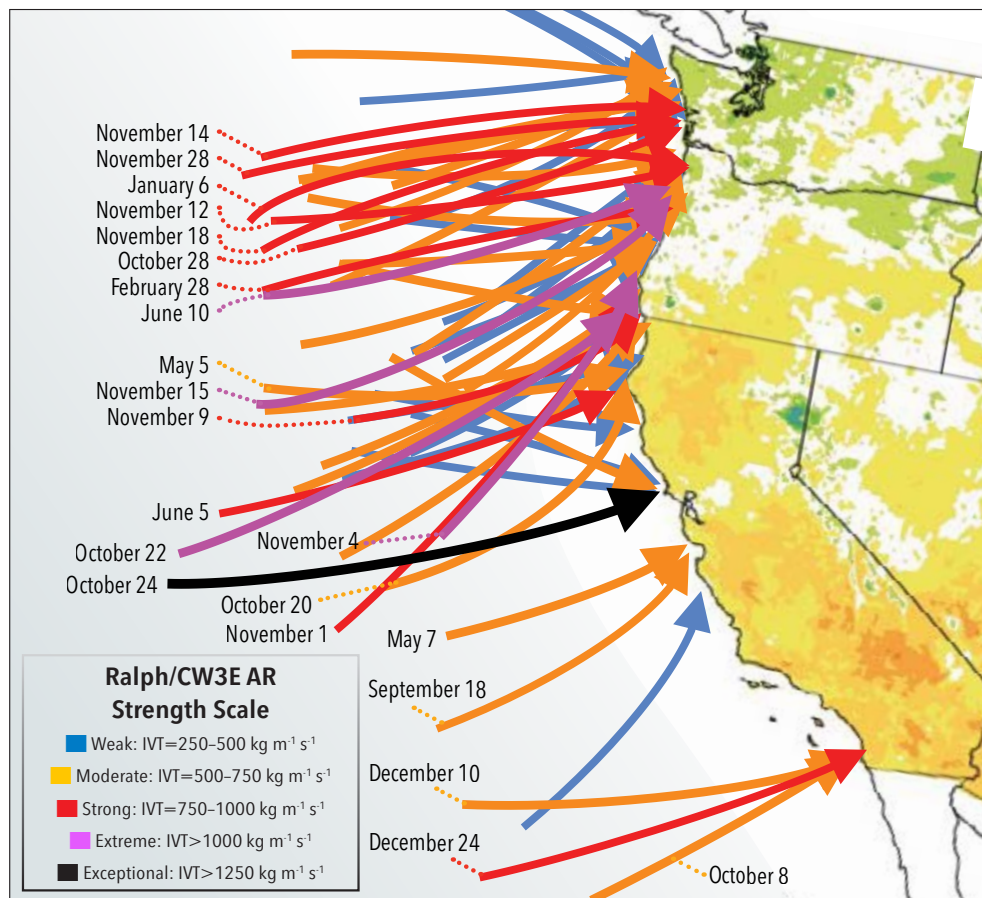 November 14
November 28
January 6
November 12
November 18
October 28
February 28
June 10
May 5
November 15
November 9
June 5
October 22
November 4
October 24
October 20
November 1
May 7
September 18
December 10
December 24
October 8
Ralph/CW3E AR
Strength Scale
Weak: IVT=250–500 kg m⁻¹ s⁻¹
Moderate: IVT=500–750 kg m⁻¹ s⁻¹
Strong: IVT=750–1000 kg m⁻¹ s⁻¹
Extreme: IVT>1000 kg m⁻¹ s⁻¹
Exceptional: IVT>1250 kg m⁻¹ s⁻¹